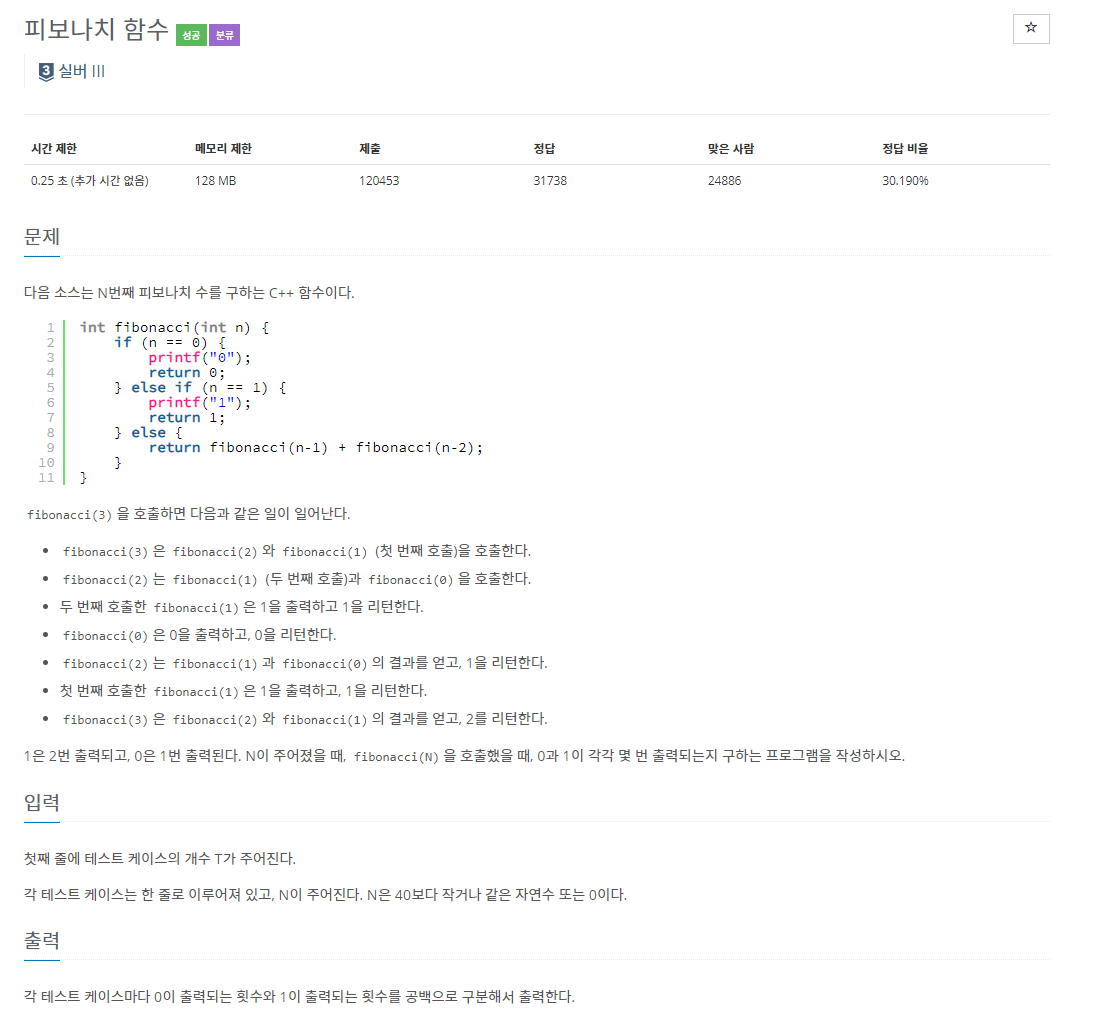 피보나치 함수 성공 분류
☆
3 실버 III
시간 제한 메모리 제한 제출 정답 맞은 사람 정답 비율
0.25 초 (추가 시간 없음) 128 MB 120453 31738 24886 30.190%
문제
다음 소스는 N번째 피보나치 수를 구하는 C++ 함수이다.
1 int fibonacci(int n) {
2     if (n == 0) {
3         printf("0");
4         return 0;
5     } else if (n == 1) {
6         printf("1");
7         return 1;
8     } else {
9         return fibonacci(n-1) + fibonacci(n-2);
10     }
11 }
fibonacci(3) 을 호출하면 다음과 같은 일이 일어난다.
• fibonacci(3) 은 fibonacci(2) 와 fibonacci(1) (첫 번째 호출)을 호출한다.
• fibonacci(2) 는 fibonacci(1) (두 번째 호출)과 fibonacci(0) 을 호출한다.
• 두 번째 호출한 fibonacci(1) 은 1을 출력하고 1을 리턴한다.
• fibonacci(0) 은 0을 출력하고, 0을 리턴한다.
• fibonacci(2) 는 fibonacci(1) 과 fibonacci(0) 의 결과를 얻고, 1을 리턴한다.
• 첫 번째 호출한 fibonacci(1) 은 1을 출력하고, 1을 리턴한다.
• fibonacci(3) 은 fibonacci(2) 와 fibonacci(1) 의 결과를 얻고, 2를 리턴한다.
1은 2번 출력되고, 0은 1번 출력된다. N이 주어졌을 때, fibonacci(N) 을 호출했을 때, 0과 1이 각각 몇 번 출력되는지 구하는 프로그램을 작성하시오.
입력
첫째 줄에 테스트 케이스의 개수 T가 주어진다.
각 테스트 케이스는 한 줄로 이루어져 있고, N이 주어진다. N은 40보다 작거나 같은 자연수 또는 0이다.
출력
각 테스트 케이스마다 0이 출력되는 횟수와 1이 출력되는 횟수를 공백으로 구분해서 출력한다.